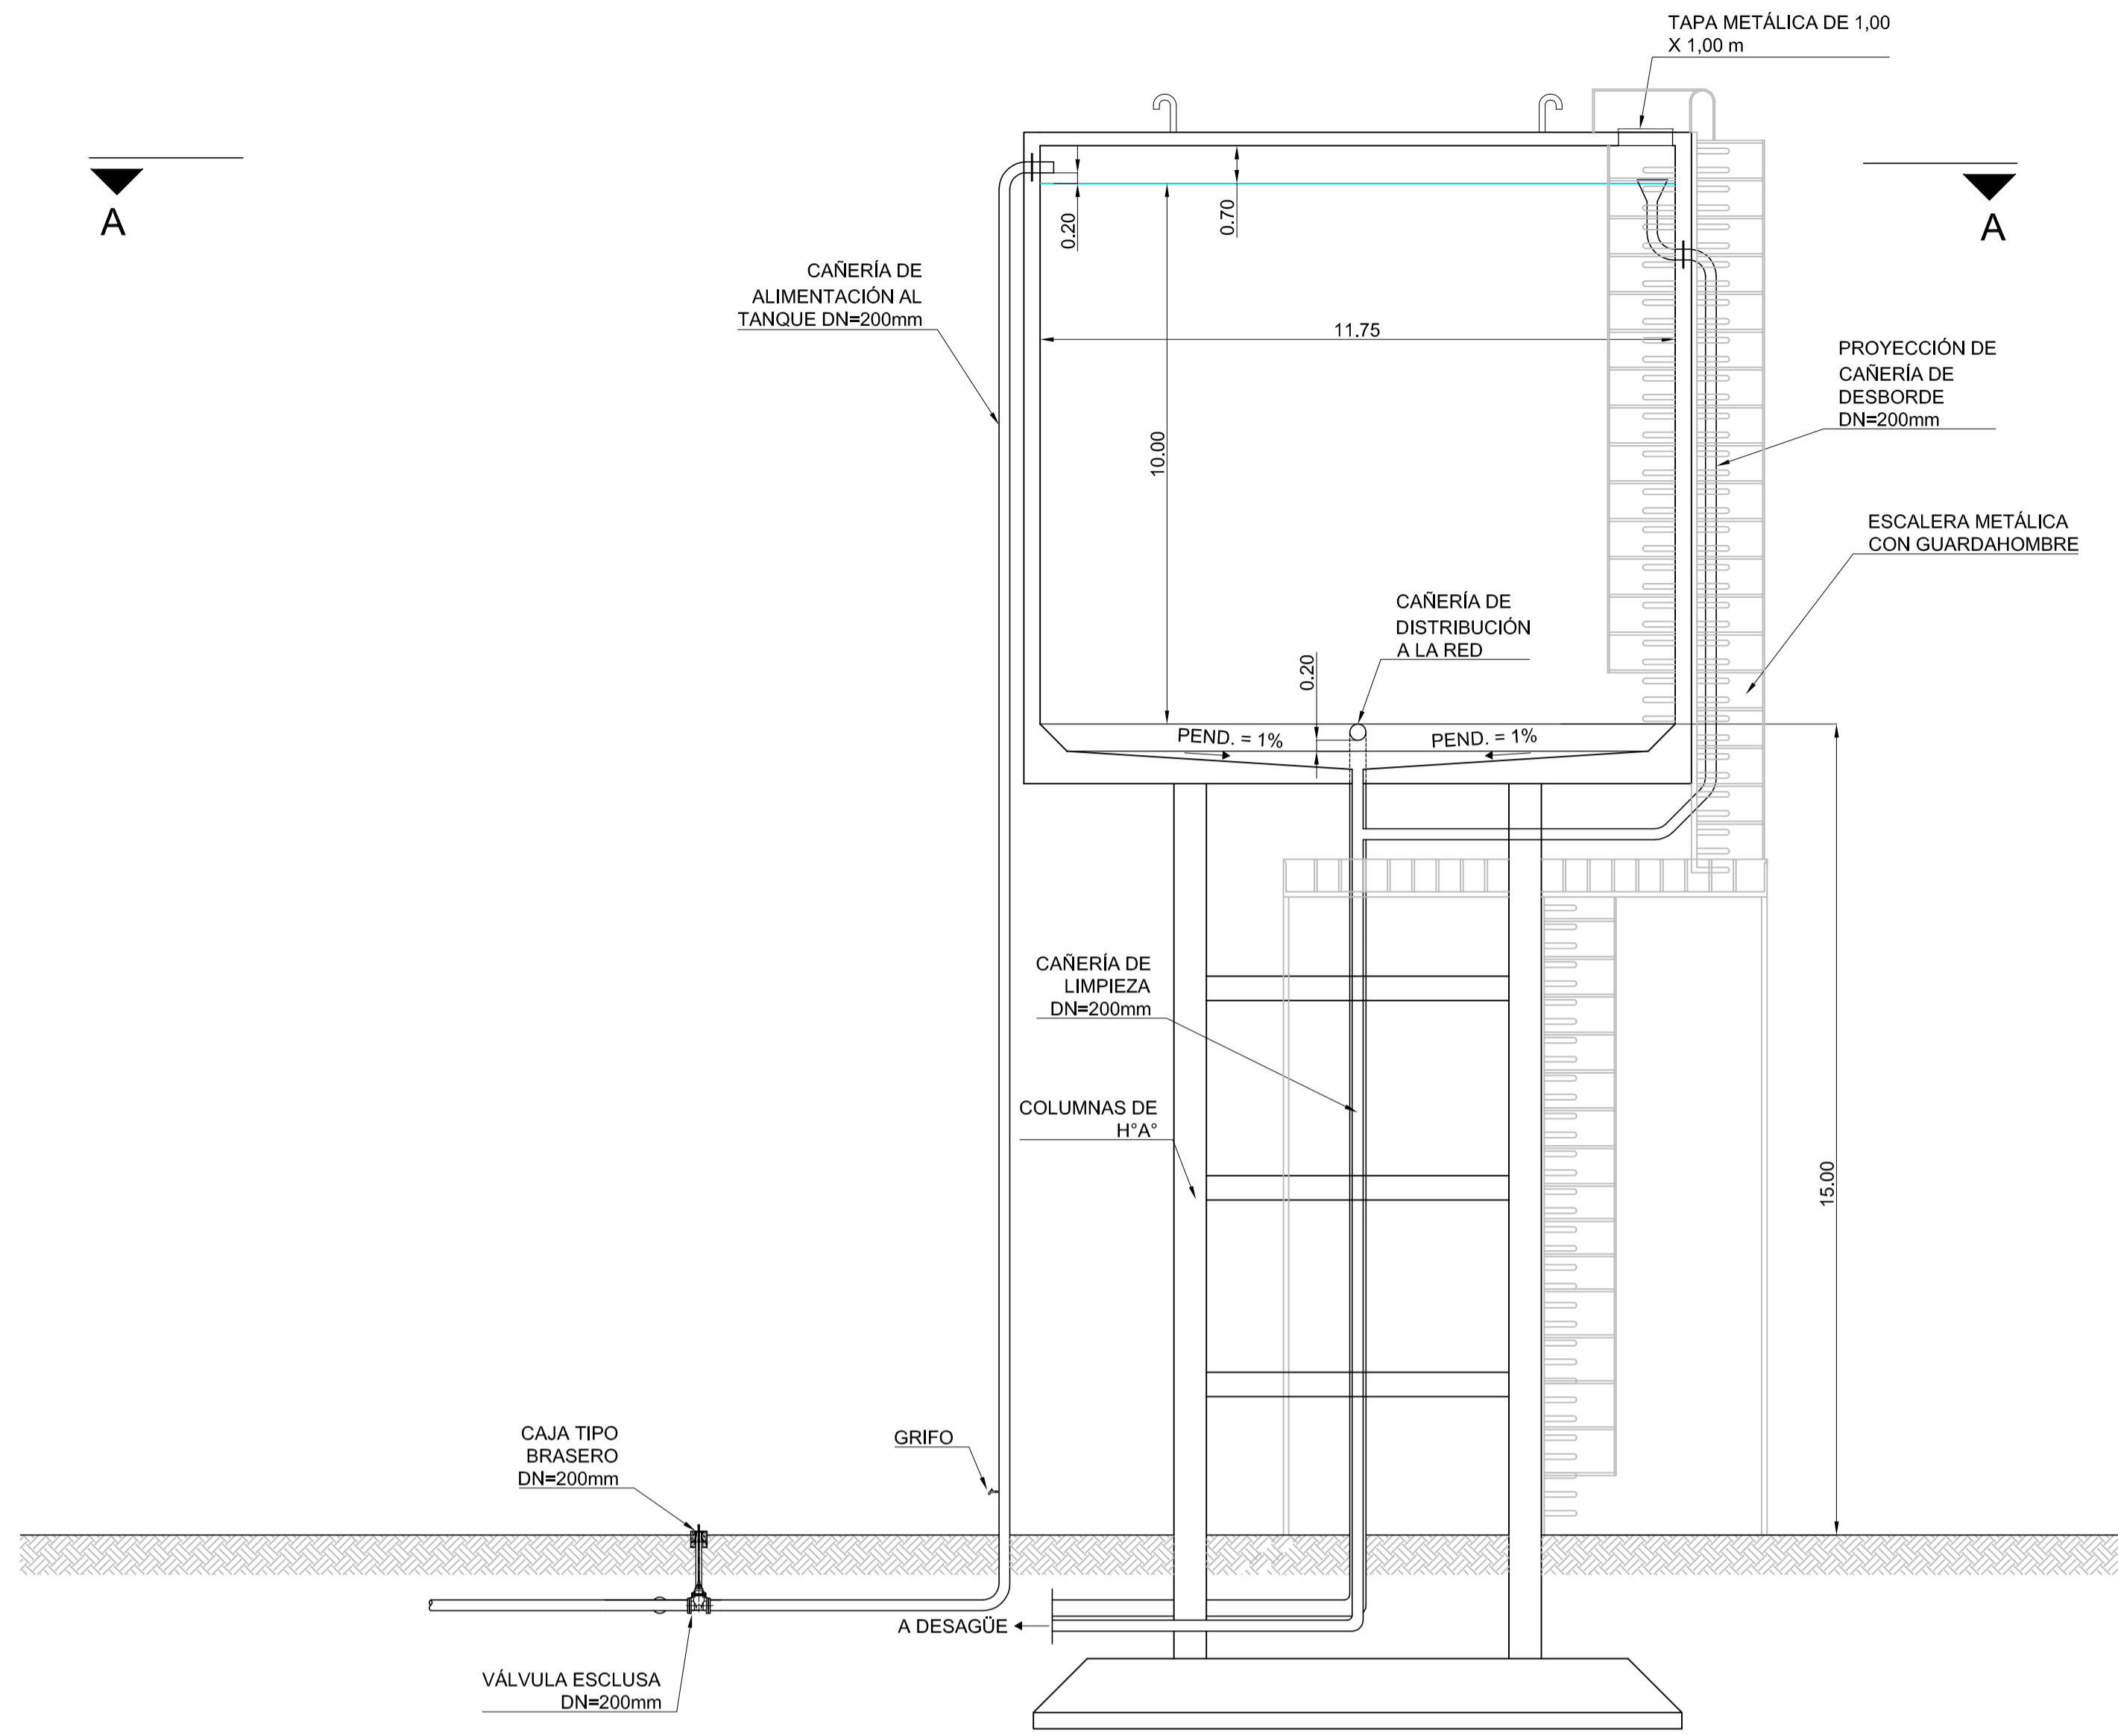 TAPA METÁLICA DE 1,00
X 1,00 m
A
A
0.20
0.70
CAÑERÍA DE
ALIMENTACIÓN AL
TANQUE DN=200mm
11.75
PROYECCIÓN DE
CAÑERÍA DE
DESBORDE
DN=200mm
10.00
ESCALERA METÁLICA
CON GUARDAHOMBRE
CAÑERÍA DE
DISTRIBUCIÓN
A LA RED
0.20
PEND. = 1%
PEND. = 1%
CAÑERÍA DE
LIMPIEZA
DN=200mm
COLUMNAS DE
H°A°
15.00
CAJA TIPO
BRASERO
DN=200mm
GRIFO
A DESAGÜE
VÁLVULA ESCLUSA
DN=200mm